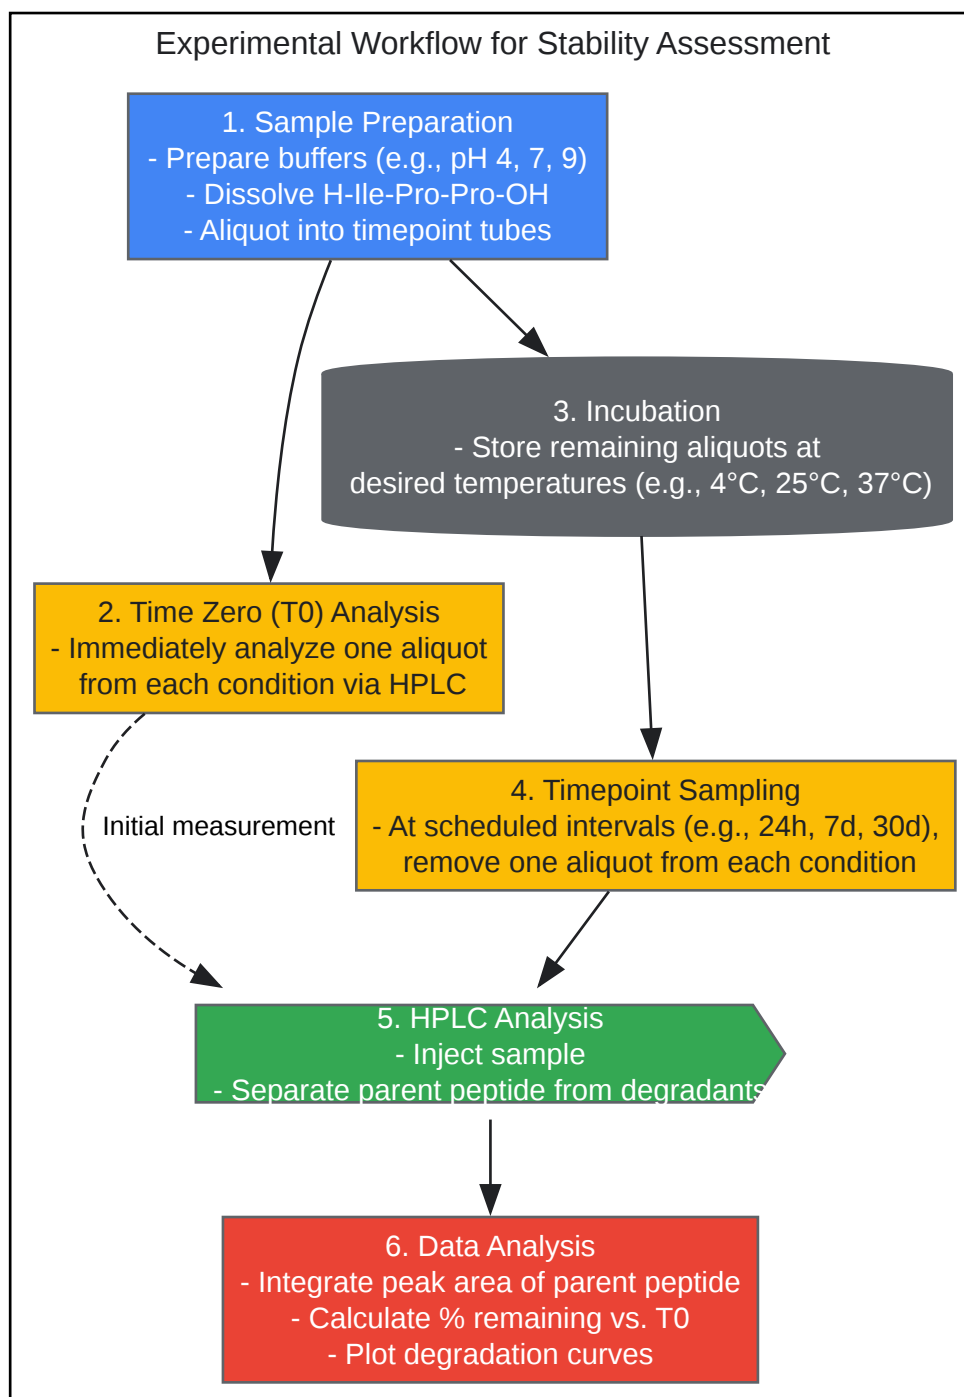 Experimental Workflow for Stability Assessment
1. Sample Preparation
- Prepare buffers (e.g., pH 4, 7, 9)
- Dissolve H-Ile-Pro-Pro-OH
- Aliquot into timepoint tubes
3. Incubation
- Store remaining aliquots at
desired temperatures (e.g., 4°C, 25°C, 37°C)
2. Time Zero (T0) Analysis
- Immediately analyze one aliquot
from each condition via HPLC
4. Timepoint Sampling
- At scheduled intervals (e.g., 24h, 7d, 30d),
remove one aliquot from each condition
Initial measurement
5. HPLC Analysis
- Inject sample
- Separate parent peptide from degradants
6. Data Analysis
- Integrate peak area of parent peptide
- Calculate % remaining vs. T0
- Plot degradation curves